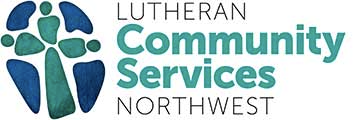 LUTHERAN
Community
Services
NORTHWEST